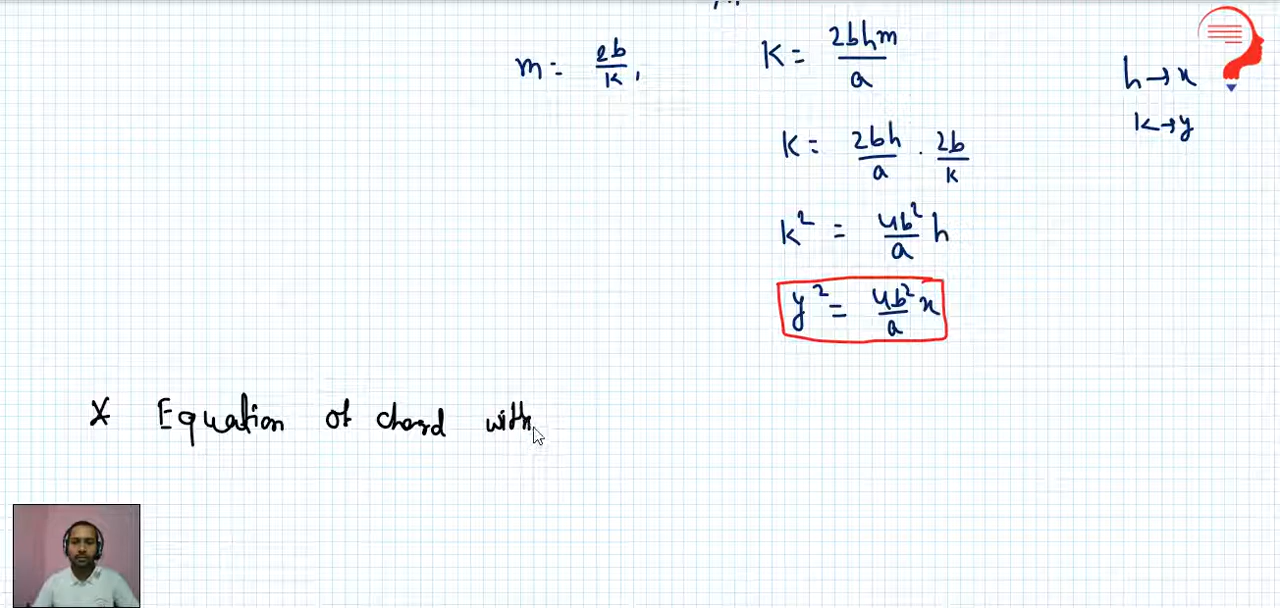 m = 2b/k,
K = 2bhm/a
h → x
k → y
K = 2bh/a · 2b/k
k² = 4b²/a h
y² = 4b²/a x
* Equation of chord with